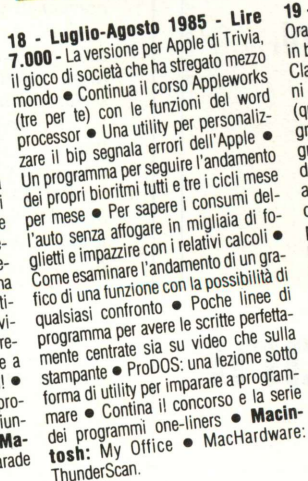 18 - Luglio-Agosto 1985 - Lire
7.000 - La versione per Apple di Trivia,
il gioco di società che ha stregato mezzo
mondo ● Continua il corso Appleworks
(tre per te) con le funzioni del word
processor ● Una utility per personaliz-
zare il bip segnala errori dell'Apple ●
Un programma per seguire l'andamento
dei propri bioritmi tutti e tre i cicli mese
per mese ● Per sapere i consumi del-
l'auto senza affogare in migliaia di fo-
glietti e impazzire con i relativi calcoli ●
Come esaminare l'andamento di un gra-
fico di una funzione con la possibilità di
qualsiasi confronto ● Poche linee di
programma per avere le scritte perfetta-
mente centrate sia su video che sulla
stampante ● ProDOS: una lezione sotto
forma di utility per imparare a program-
mare ● Contina il concorso e la serie
dei programmi one-liners ● Macin-
tosh: My Office ● MacHardware:
ThunderScan.